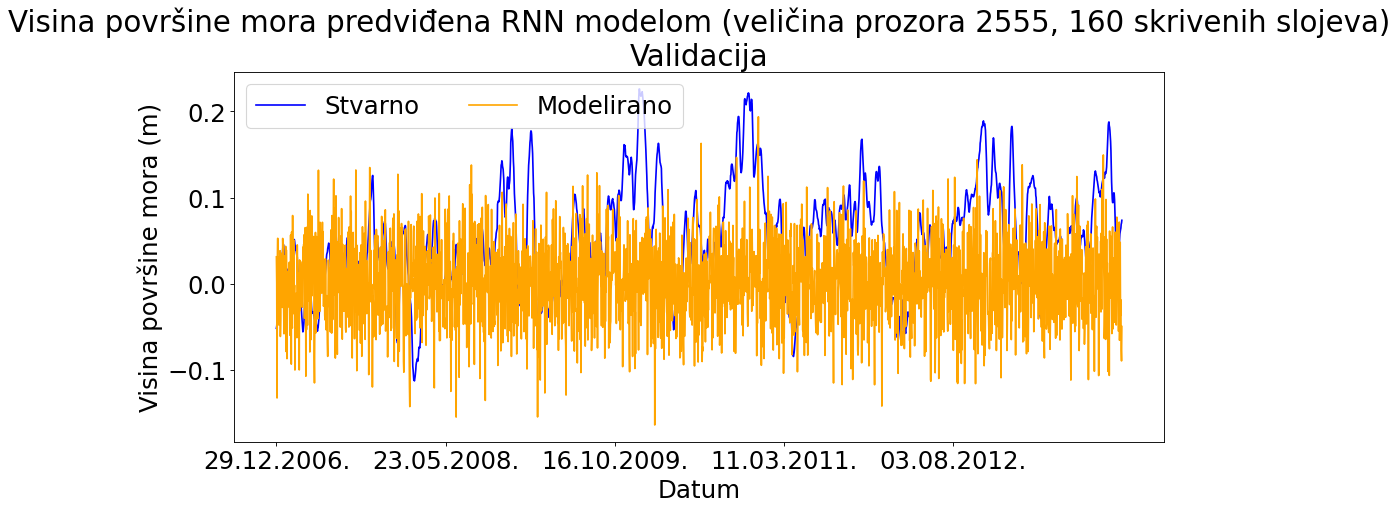 Visina površine mora predviđena RNN modelom (veličina prozora 2555, 160 skrivenih slojeva)
Validacija
Stvarno Modelirano
Visina površine mora (m)
0.2
0.1
0.0
−0.1
29.12.2006. 23.05.2008. 16.10.2009. 11.03.2011. 03.08.2012.
Datum